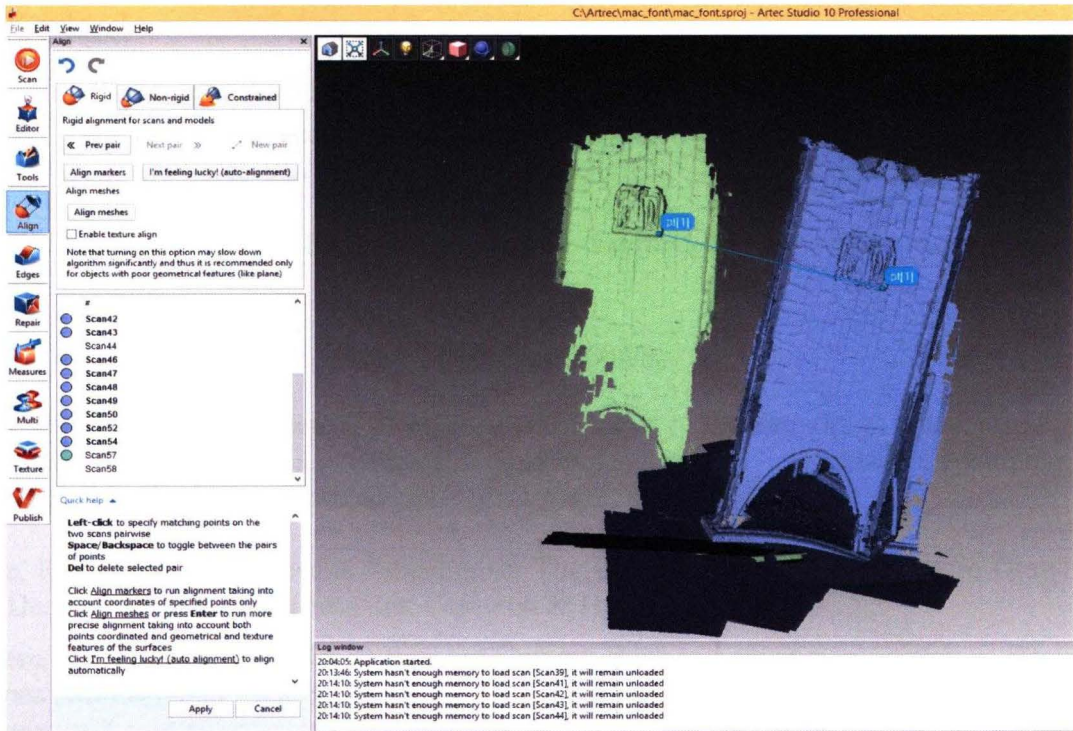 C:\Artrec\mac_font\mac_font.sproj - Artec Studio 10 Professional
File Edit View Window Help
Align
Scan
Editor
Tools
Align
Edges
Repair
Measures
Multi
Texture
Publish
Rigid
Non-rigid
Constrained
Rigid alignment for scans and models
« Prev pair
Next pair »
New pair
Align markers
I'm feeling lucky! (auto-alignment)
Align meshes
Align meshes
Enable texture align
Note that turning on this option may slow down
algorithm significantly and thus it is recommended only
for objects with poor geometrical features (like plane)
Scan42
Scan43
Scan44
Scan46
Scan47
Scan48
Scan49
Scan50
Scan52
Scan54
Scan57
Scan58
Quick help
Left-click to specify matching points on the
two scans pairwise
Space/Backspace to toggle between the pairs
of points
Del to delete selected pair
Click Align markers to run alignment taking into
account coordinates of specified points only
Click Align meshes or press Enter to run more
precise alignment taking into account both
points coordinated and geometrical and texture
features of the surfaces
Click I'm feeling lucky! (auto alignment) to align
automatically
Apply
Cancel
pt[1]
pt[1]
Log window
20:04:05: Application started.
20:13:46: System hasn't enough memory to load scan [Scan39], it will remain unloaded
20:14:10: System hasn't enough memory to load scan [Scan41], it will remain unloaded
20:14:10: System hasn't enough memory to load scan [Scan42], it will remain unloaded
20:14:10: System hasn't enough memory to load scan [Scan43], it will remain unloaded
20:14:10: System hasn't enough memory to load scan [Scan44], it will remain unloaded